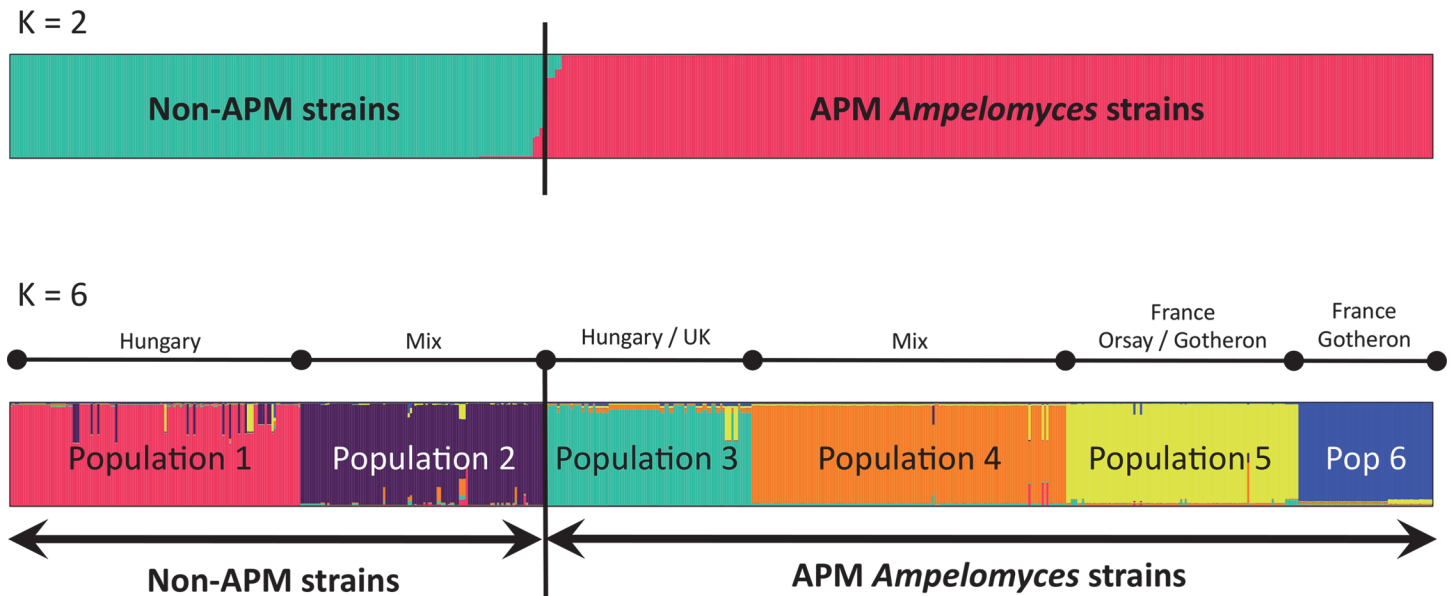 K = 2
Non-APM strains
APM Ampelomyces strains
K = 6
Hungary
Mix
Hungary / UK
Mix
France
Orsay / Gotheron
France
Gotheron
Population 1
Population 2
Population 3
Population 4
Population 5
Pop 6
Non-APM strains
APM Ampelomyces strains